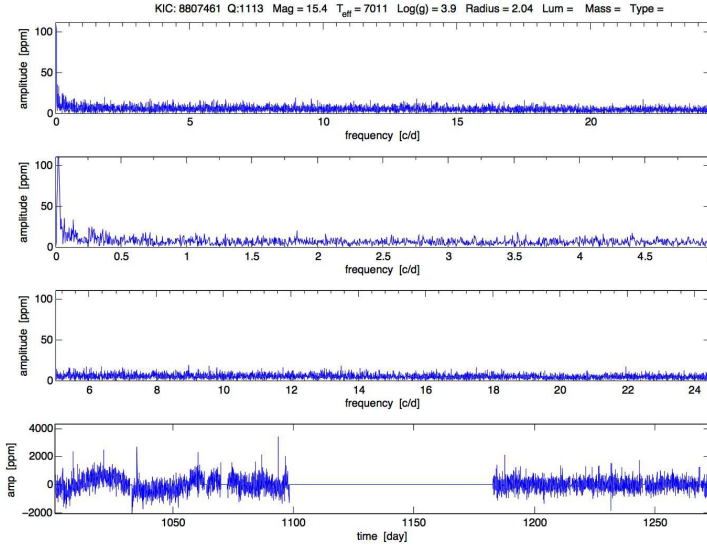 KIC: 8807461 Q:1113 Mag = 15.4 Teff = 7011 Log(g) = 3.9 Radius = 2.04 Lum = Mass = Type =
100
50
0
amplitude [ppm]
0 5 10 15 20
frequency [c/d]
100
50
0
amplitude [ppm]
0 0.5 1 1.5 2 2.5 3 3.5 4 4.5
frequency [c/d]
100
50
0
amplitude [ppm]
6 8 10 12 14 16 18 20 22 24
frequency [c/d]
4000
2000
0
−2000
amp [ppm]
1050 1100 1150 1200 1250
time [day]